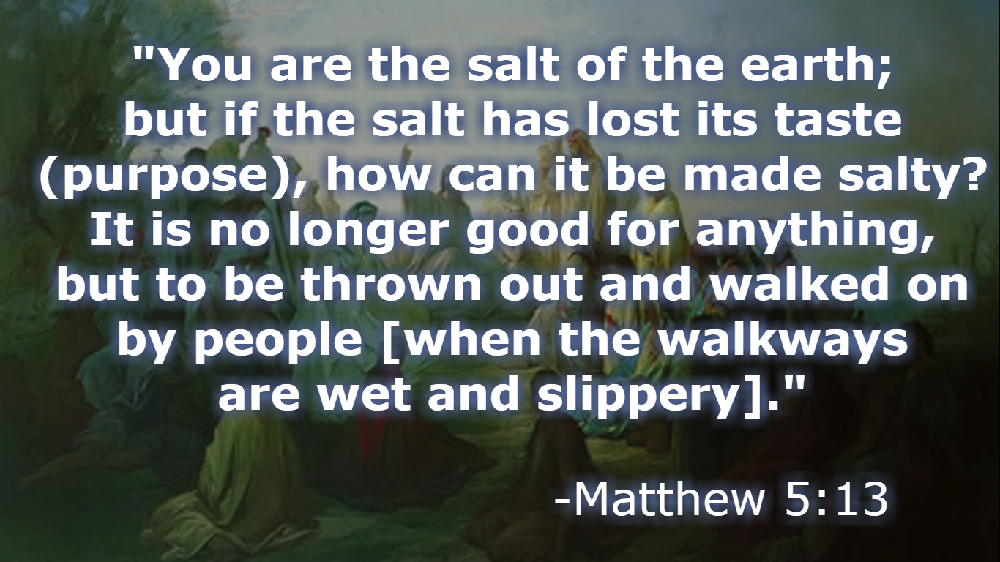 "You are the salt of the earth;
but if the salt has lost its taste
(purpose), how can it be made salty?
It is no longer good for anything,
but to be thrown out and walked on
by people [when the walkways
are wet and slippery]."
-Matthew 5:13